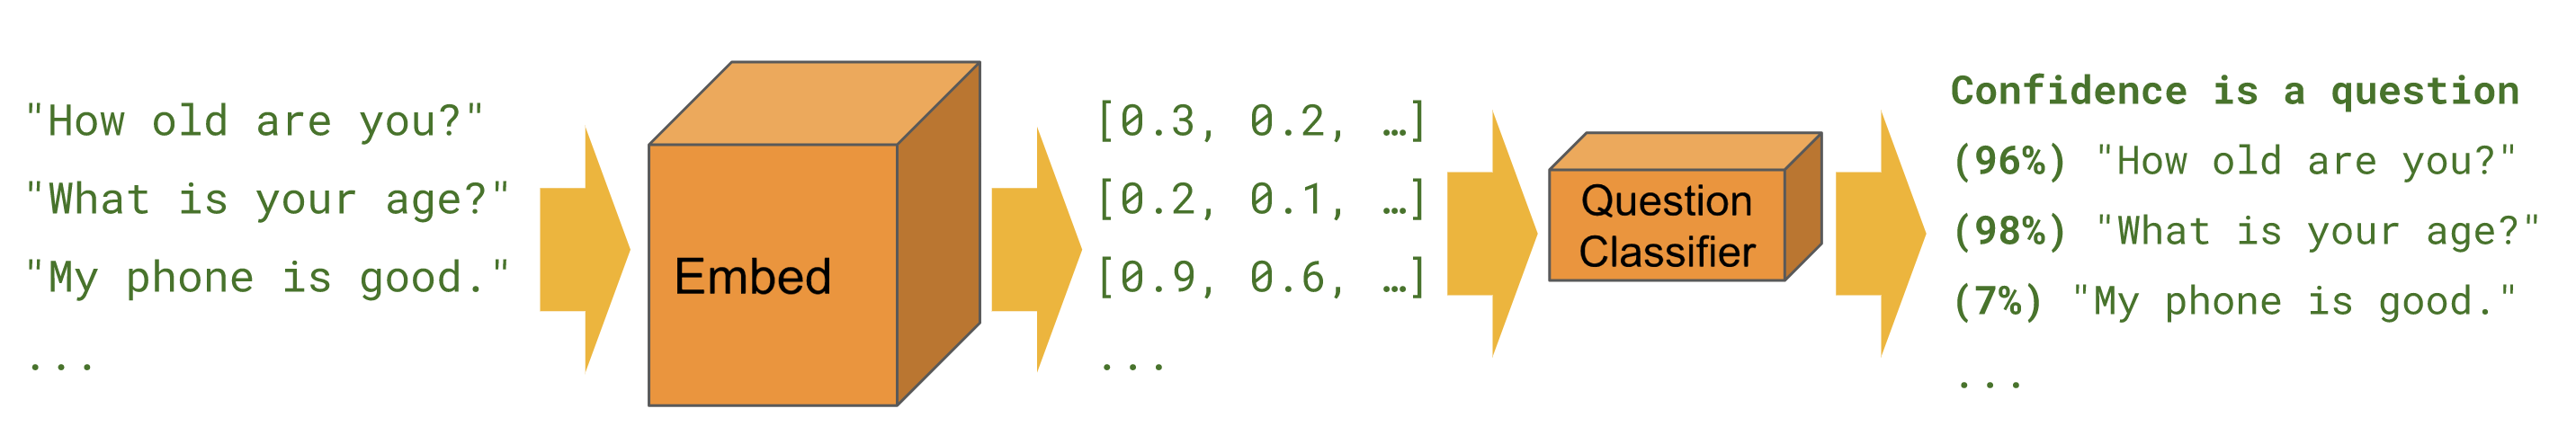 "How old are you?"
"What is your age?"
"My phone is good."
...
Embed
[0.3, 0.2, …]
[0.2, 0.1, …]
[0.9, 0.6, …]
...
Question
Classifier
Confidence is a question
(96%) "How old are you?"
(98%) "What is your age?"
(7%) "My phone is good."
...